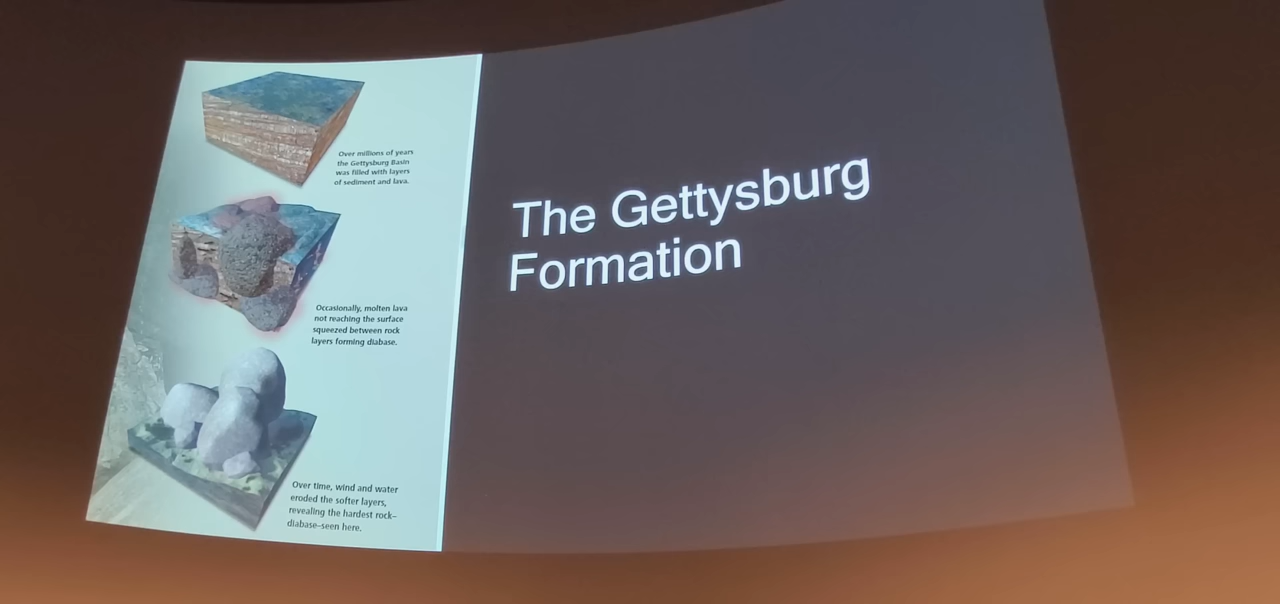 Over millions of years
the Gettysburg Basin
was filled with layers
of sediment and lava.
Occasionally, molten lava
not reaching the surface
squeezed between rock
layers forming diabase.
Over time, wind and water
eroded the softer layers,
revealing the hardest rock–
diabase–seen here.
The Gettysburg
Formation